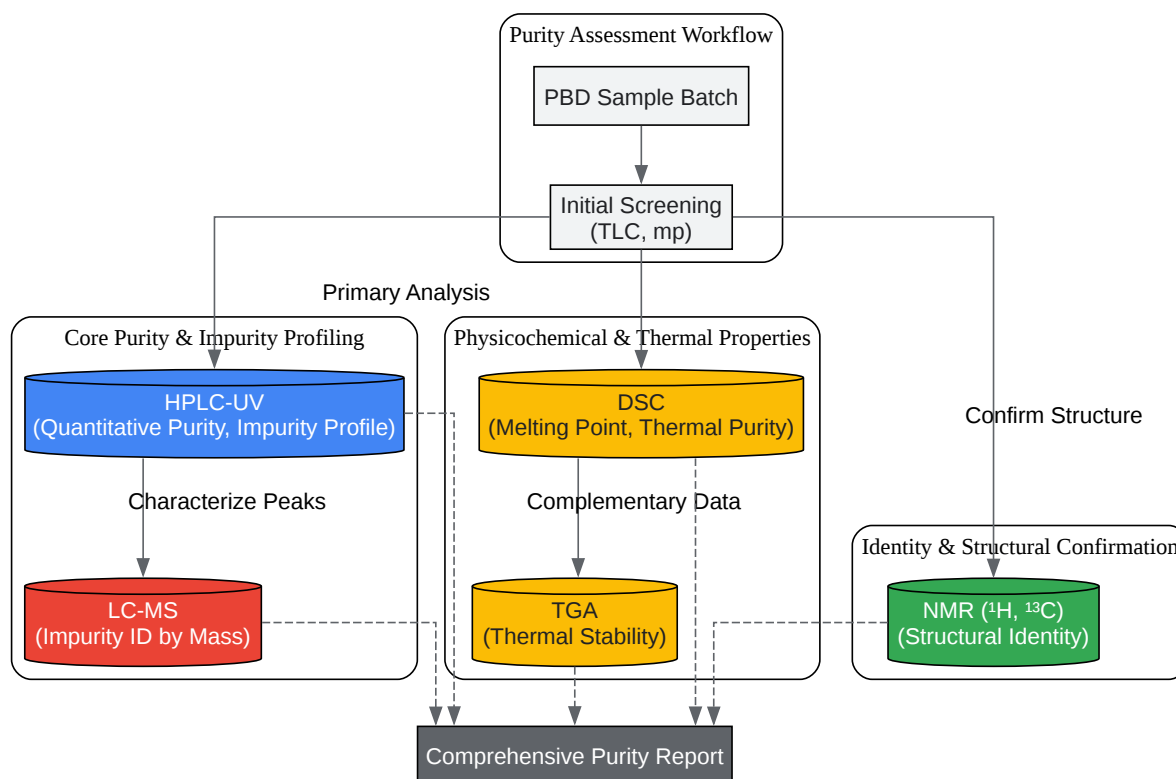 Purity Assessment Workflow
PBD Sample Batch
Initial Screening
(TLC, mp)
Primary Analysis
Core Purity & Impurity Profiling
HPLC-UV
(Quantitative Purity, Impurity Profile)
Characterize Peaks
LC-MS
(Impurity ID by Mass)
Physicochemical & Thermal Properties
DSC
(Melting Point, Thermal Purity)
Complementary Data
TGA
(Thermal Stability)
Confirm Structure
Identity & Structural Confirmation
NMR (¹H, ¹³C)
(Structural Identity)
Comprehensive Purity Report